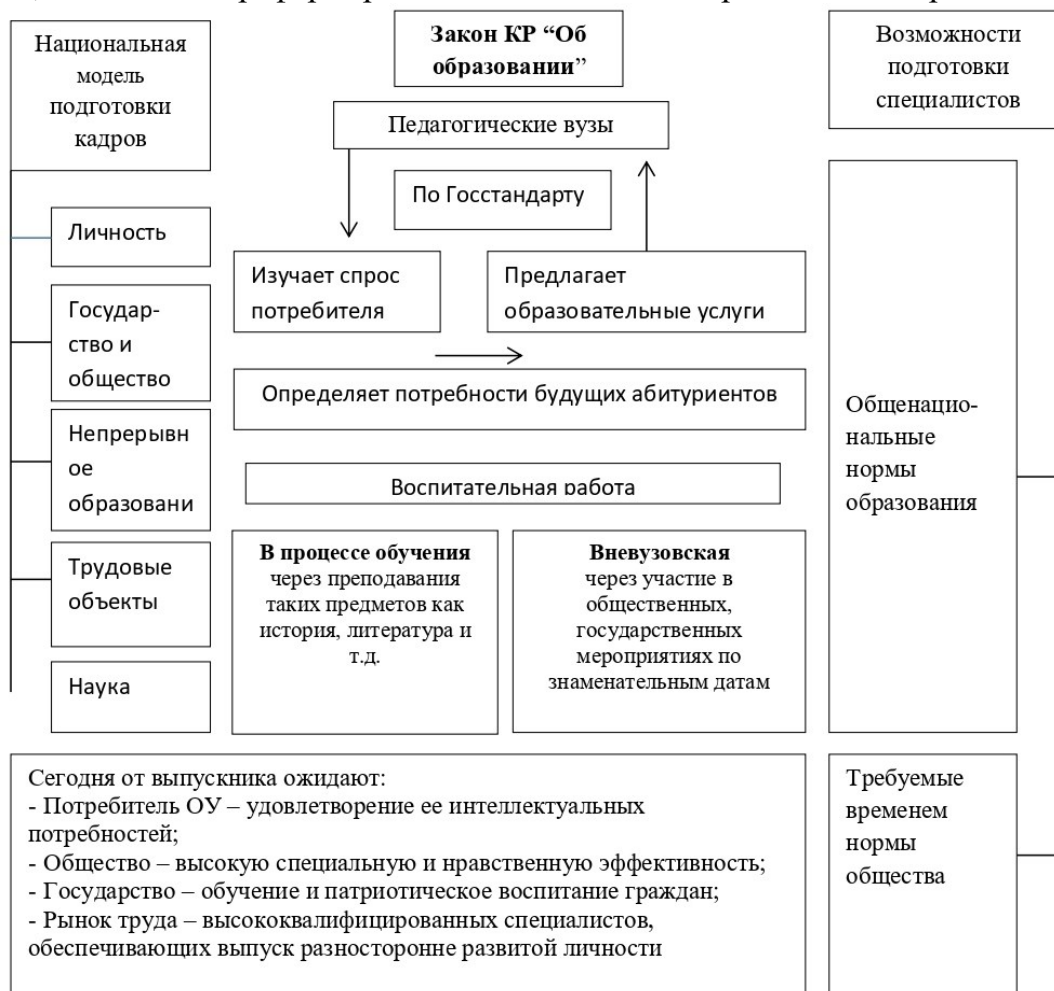 Национальная
модель
подготовки
кадров
Закон КР “Об
образовании”
Возможности
подготовки
специалистов
Педагогические вузы
По Госстандарту
Личность
Изучает спрос
потребителя
Предлагает
образовательные услуги
Государ-
ство и
общество
Определяет потребности будущих абитуриентов
Непрерывн
ое
образовани
Общенацио-
нальные
нормы
образования
Воспитательная работа
В процессе обучения
через преподавания
таких предметов как
история, литература и
т.д.
Вневузовская
через участие в
общественных,
государственных
мероприятиях по
знаменательным датам
Трудовые
объекты
Наука
Сегодня от выпускника ожидают:
- Потребитель ОУ – удовлетворение ее интеллектуальных
потребностей;
- Общество – высокую специальную и нравственную эффективность;
- Государство – обучение и патриотическое воспитание граждан;
- Рынок труда – высококвалифицированных специалистов,
обеспечивающих выпуск разносторонне развитой личности
Требуемые
временем
нормы
общества